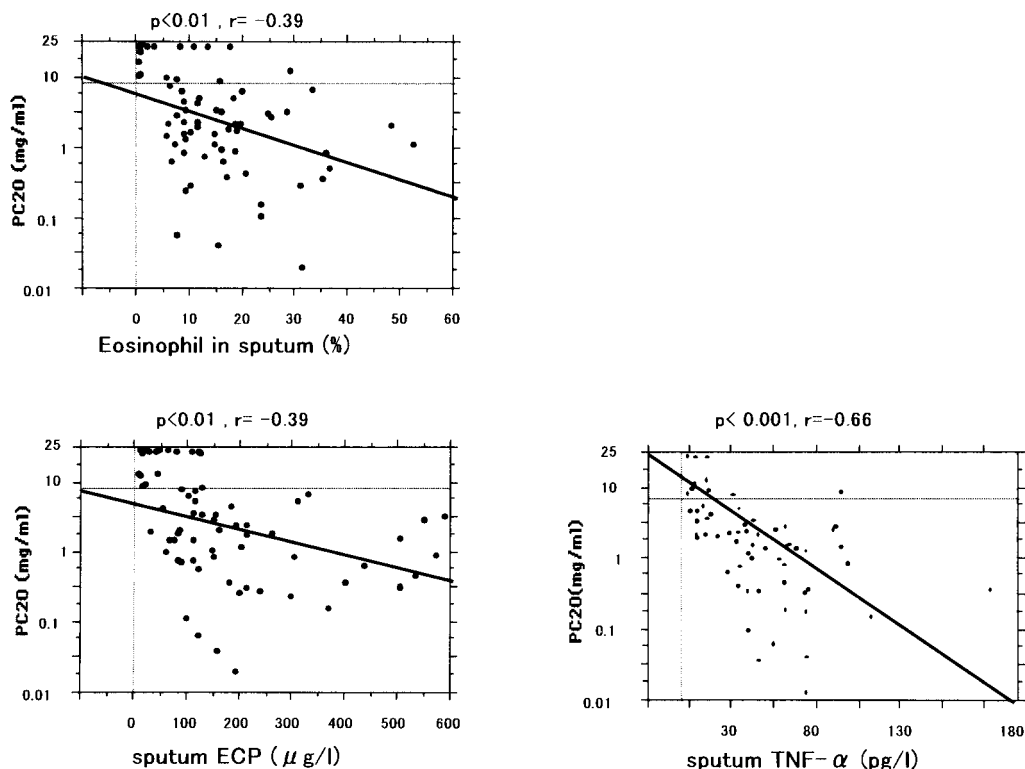 p<0.01 , r= -0.39
25
10
1
0.1
0.01
PC20 (mg/ml)
0 10 20 30 40 50 60
Eosinophil in sputum (%)
p<0.01 , r= -0.39
25
10
1
0.1
0.01
PC20 (mg/ml)
0 100 200 300 400 500 600
sputum ECP ( μ g/l )
p< 0.001, r=-0.66
25
10
1
0.1
0.01
PC20(mg/ml)
30 80 130 180
sputum TNF- α (pg/l)